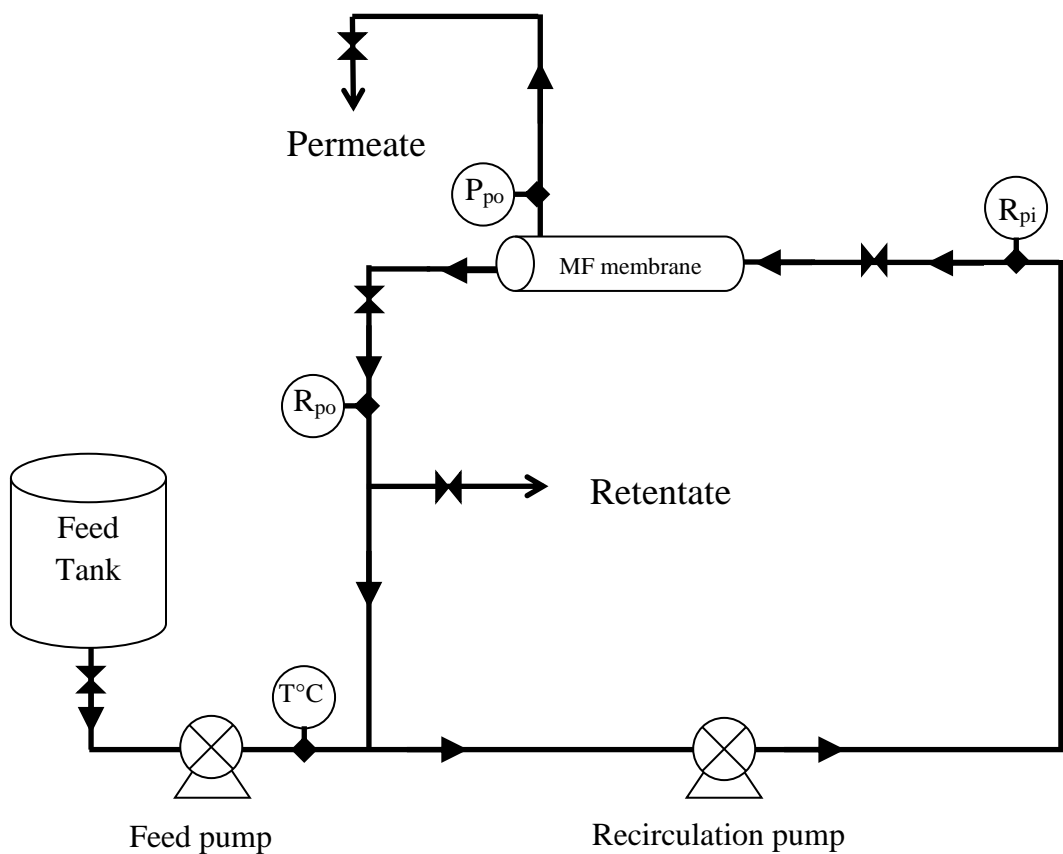 Permeate
Ppo
Rpi
MF membrane
Rpo
Retentate
Feed
Tank
T°C
Feed pump
Recirculation pump